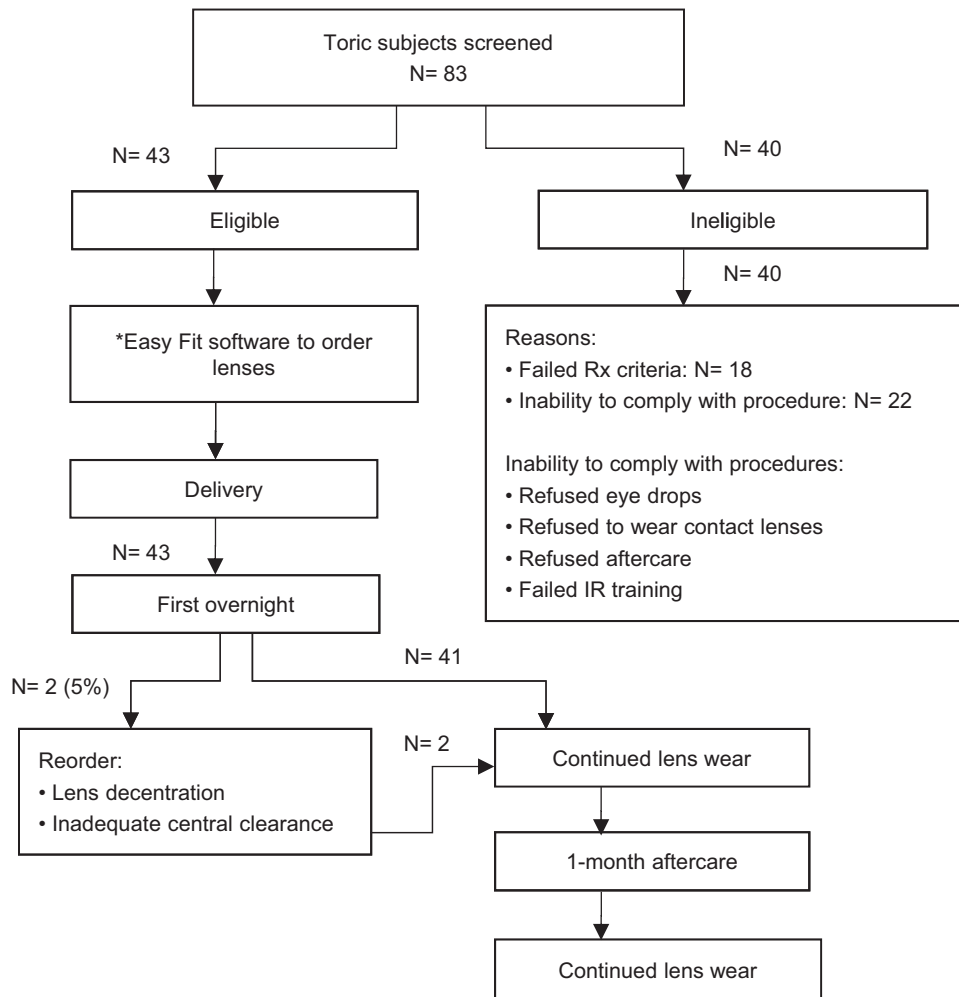 Toric subjects screened
N= 83
N= 43
N= 40
Eligible
Ineligible
N= 40
*Easy Fit software to order
lenses
Reasons:
• Failed Rx criteria: N= 18
• Inability to comply with procedure: N= 22
Inability to comply with procedures:
• Refused eye drops
• Refused to wear contact lenses
• Refused aftercare
• Failed IR training
Delivery
N= 43
First overnight
N= 41
N= 2 (5%)
Reorder:
• Lens decentration
• Inadequate central clearance
N= 2
Continued lens wear
1-month aftercare
Continued lens wear